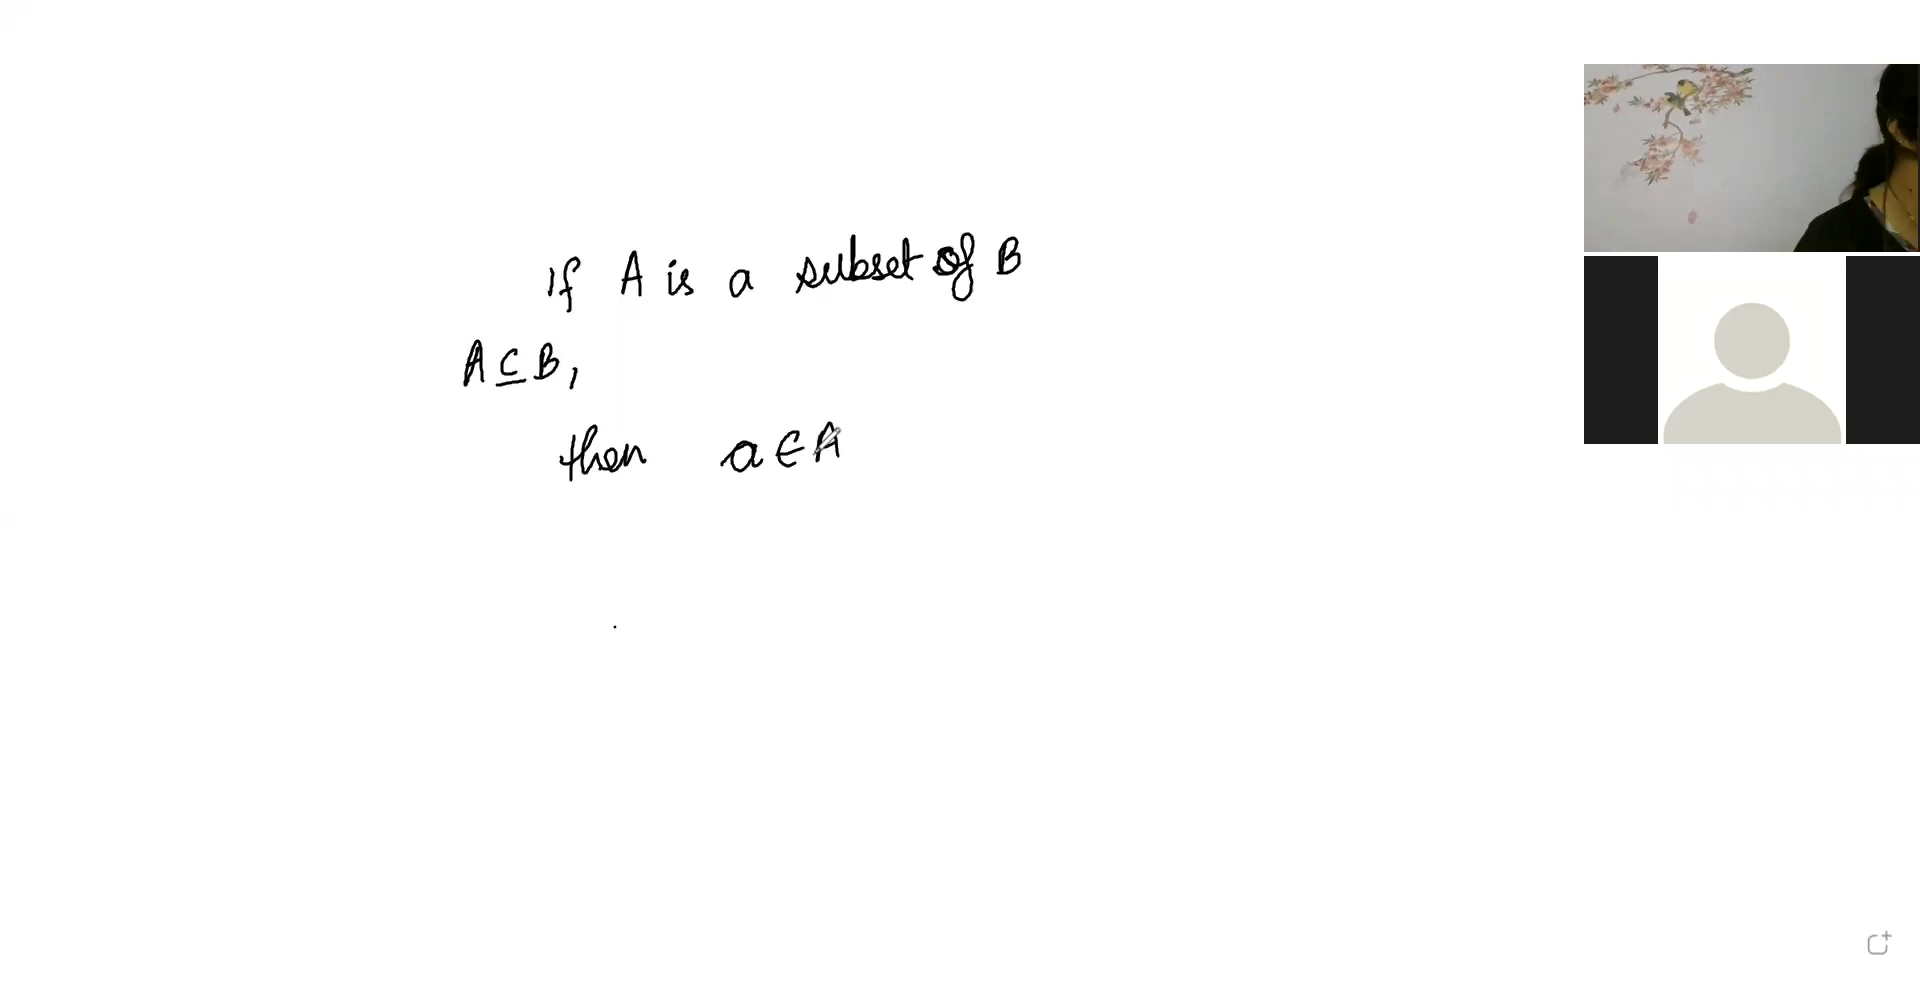 If A is a subset of B
A ⊆ B,
then a ∈ A